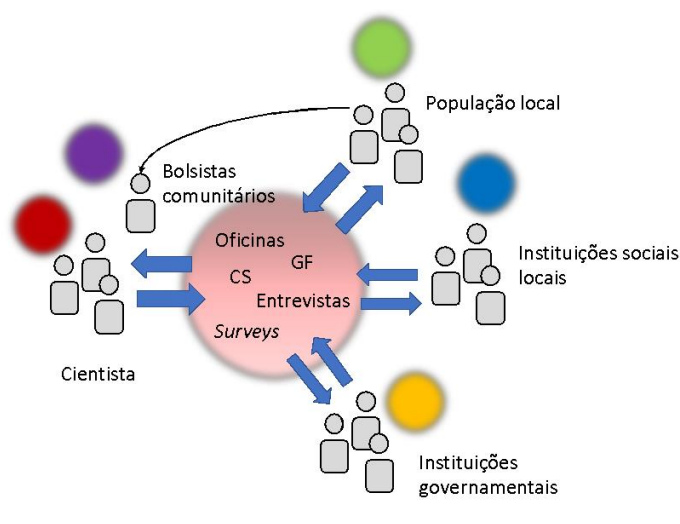 População local
Bolsistas
comunitários
Oficinas
GF
CS
Entrevistas
Surveys
Instituições sociais
locais
Cientista
Instituições
governamentais